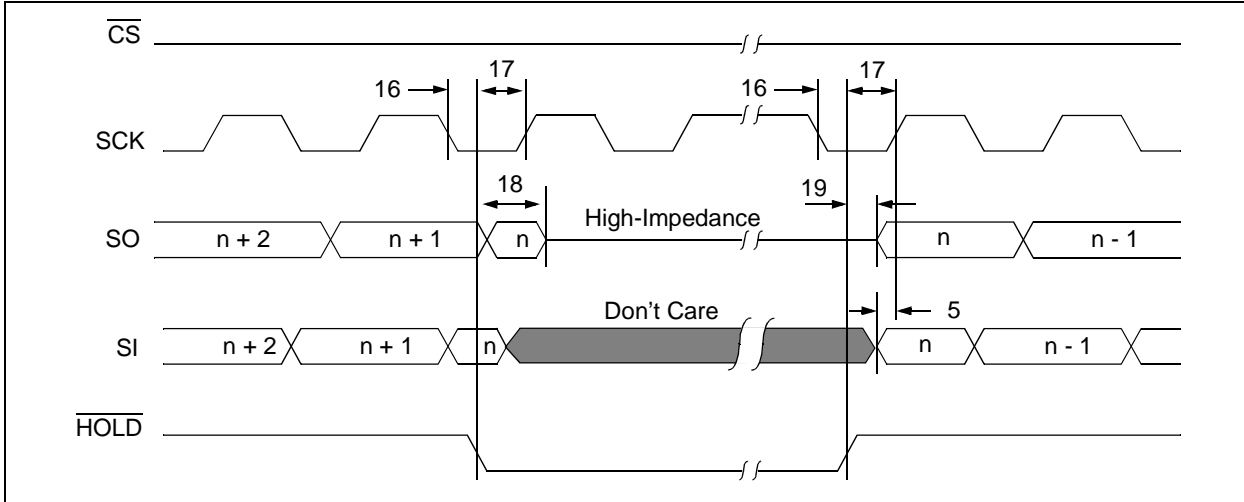 CS
17
17
16
16
SCK
18
19
High-Impedance
SO
n + 2
n + 1
n
n
n - 1
Don't Care
5
SI
n + 2
n + 1
n
n
n - 1
HOLD